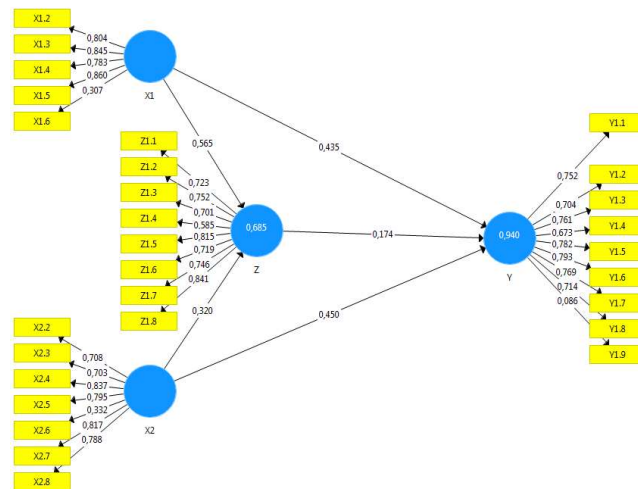 X1.2
X1.3
X1.4
X1.5
X1.6
0,804
0,845
0,783
0,860
0,307
X1
0,565
0,435
Z1.1
Z1.2
Z1.3
Z1.4
Z1.5
Z1.6
Z1.7
Z1.8
0,723
0,752
0,701
0,585
0,815
0,719
0,746
0,841
0,685
Z
0,174
0,320
0,450
0,940
Y
Y1.1
Y1.2
Y1.3
Y1.4
Y1.5
Y1.6
Y1.7
Y1.8
Y1.9
0,752
0,704
0,761
0,673
0,782
0,793
0,769
0,714
0,086
X2.2
X2.3
X2.4
X2.5
X2.6
X2.7
X2.8
0,708
0,703
0,837
0,795
0,332
0,817
0,788
X2